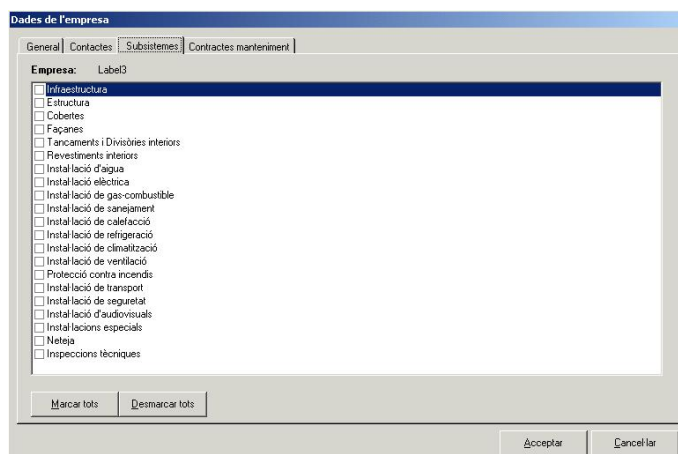 Dades de l'empresa
General Contactes Subsistemes Contractes manteniment
Empresa: Label3
Infraestructura
Estructura
Cobertes
Façanes
Tancaments i Divisòries interiors
Revestiments interiors
Instal·lació d'aigua
Instal·lació elèctrica
Instal·lació de gas-combustible
Instal·lació de sanejament
Instal·lació de calefacció
Instal·lació de refrigeració
Instal·lació de climatització
Instal·lació de ventilació
Protecció contra incendis
Instal·lació de transport
Instal·lació de seguretat
Instal·lació d'audiovisuals
Instal·lacions especials
Neteja
Inspeccions tècniques
Marcar tots Desmarcar tots
Acceptar Cancel·lar